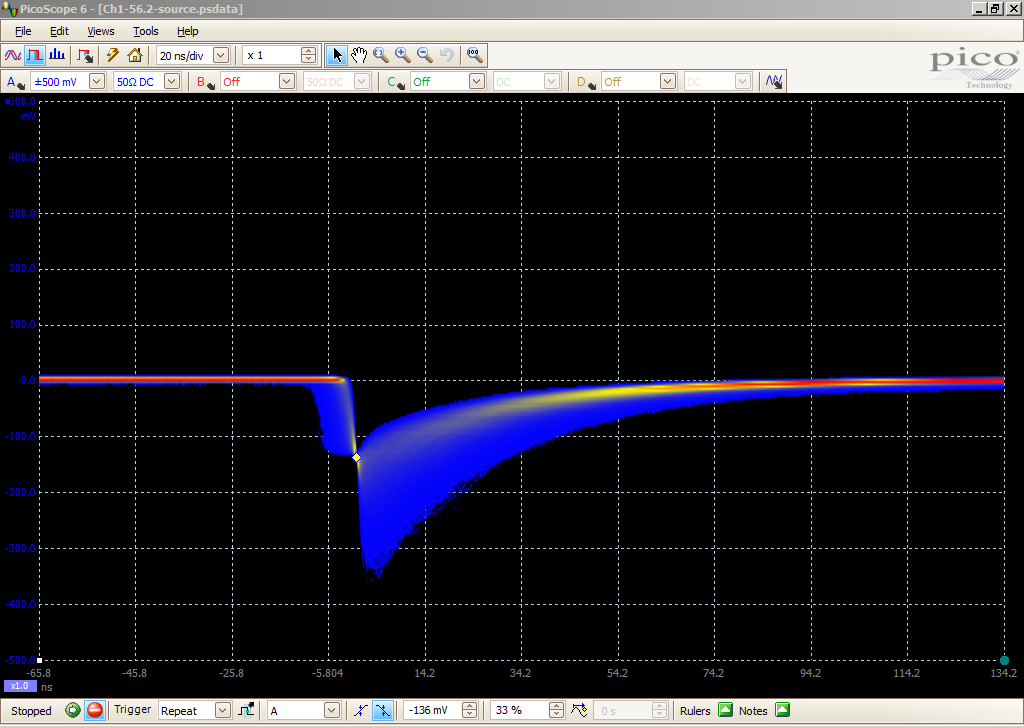 PicoScope 6 - [Ch1-56.2-source.psdata]
File Edit Views Tools Help
20 ns/div x 1
pico
Technology
A ±500 mV 50Ω DC B Off 50Ω DC C Off DC D Off DC
500.0
mV
400.0
300.0
200.0
100.0
0.0
-100.0
-200.0
-300.0
-400.0
-500.0
-65.8 -45.8 -25.8 -5.804 14.2 34.2 54.2 74.2 94.2 114.2 134.2
x1.0 ns
Stopped Trigger Repeat A -136 mV 33 % 0 s Rulers Notes